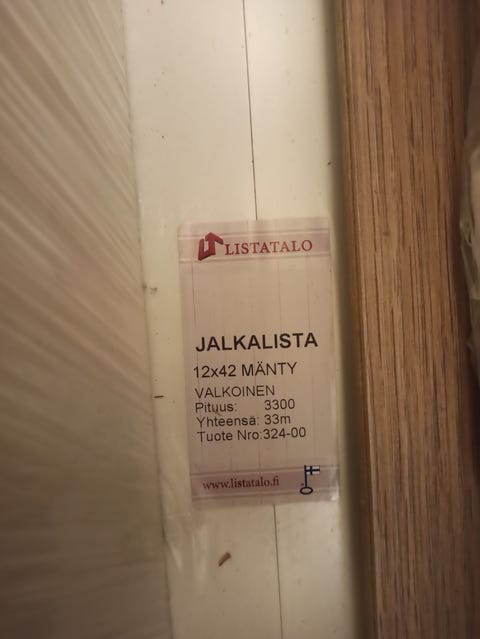 LISTATALO
JALKALISTA
12x42 MÄNTY
VALKOINEN
Pituus: 3300
Yhteensä: 33m
Tuote Nro:324-00
www.listatalo.fi